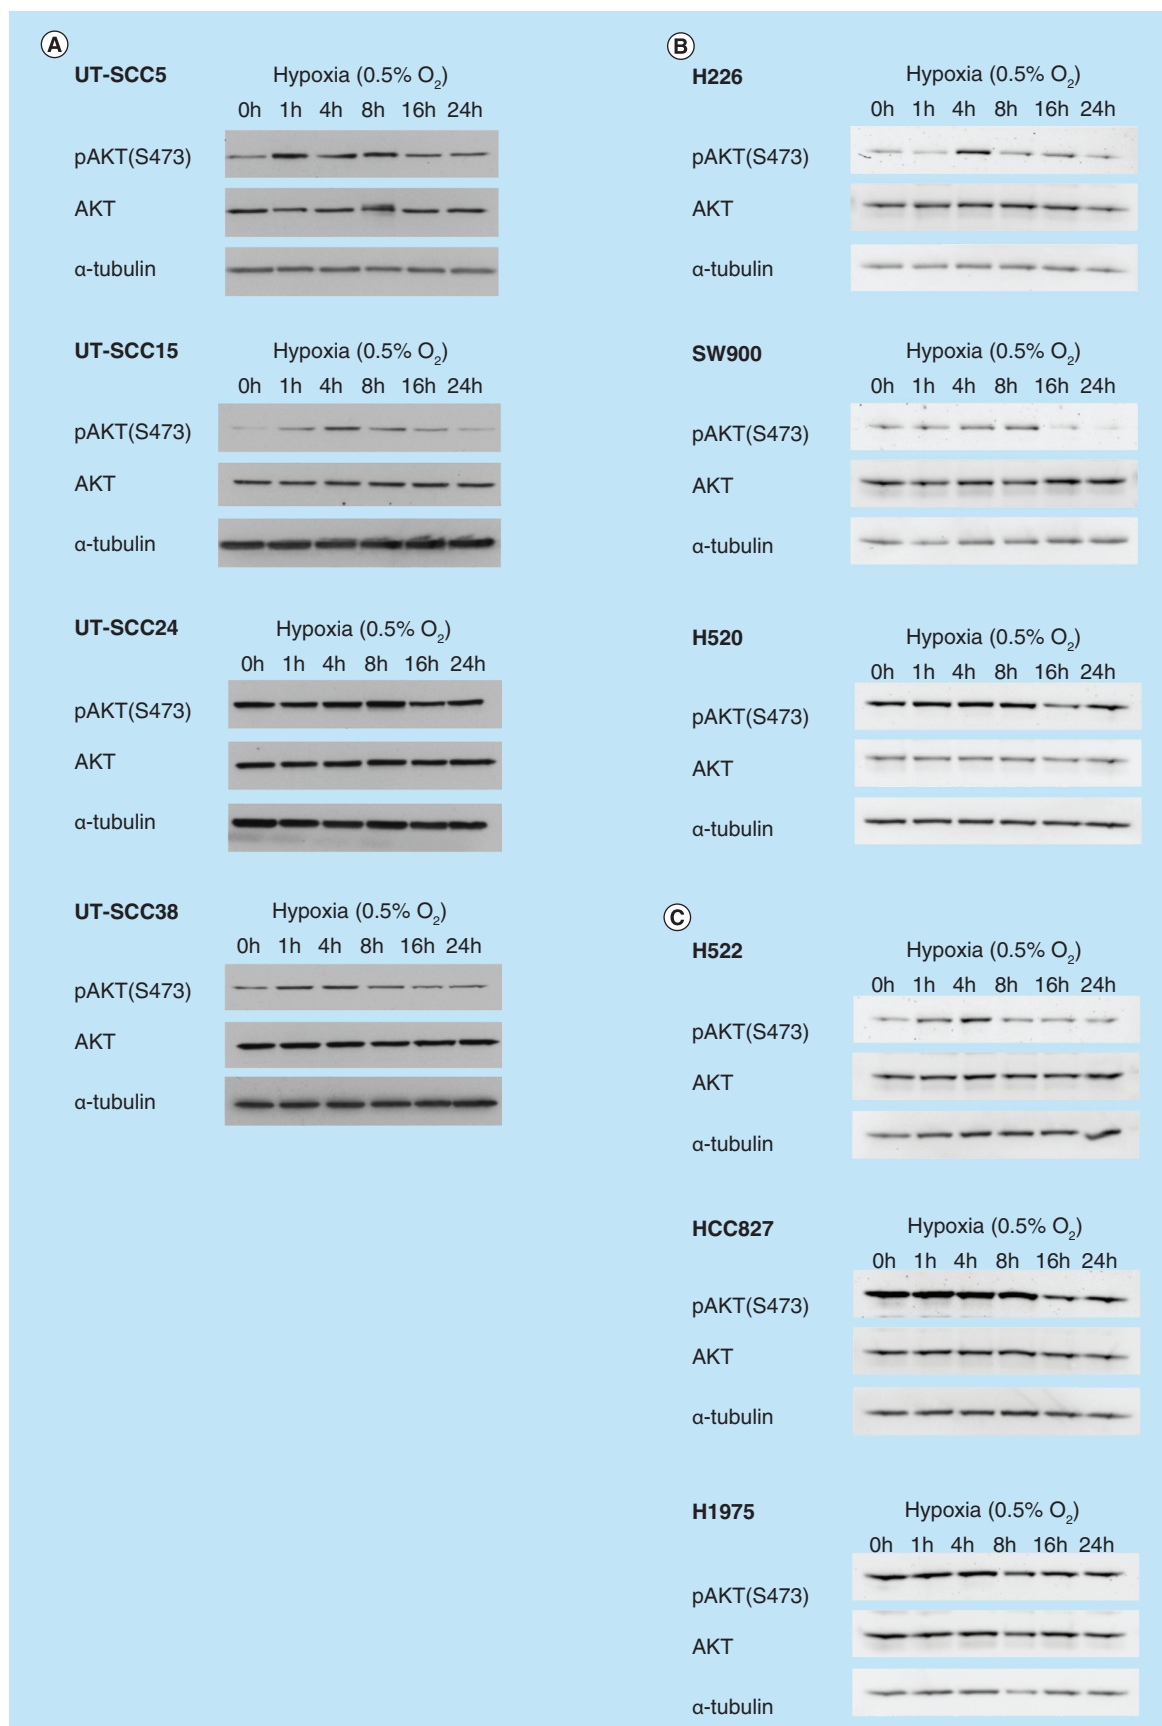 A
UT-SCC5
Hypoxia (0.5% O2)
0h 1h 4h 8h 16h 24h
pAKT(S473)
AKT
α-tubulin
UT-SCC15
Hypoxia (0.5% O2)
0h 1h 4h 8h 16h 24h
pAKT(S473)
AKT
α-tubulin
UT-SCC24
Hypoxia (0.5% O2)
0h 1h 4h 8h 16h 24h
pAKT(S473)
AKT
α-tubulin
UT-SCC38
Hypoxia (0.5% O2)
0h 1h 4h 8h 16h 24h
pAKT(S473)
AKT
α-tubulin
B
H226
Hypoxia (0.5% O2)
0h 1h 4h 8h 16h 24h
pAKT(S473)
AKT
α-tubulin
SW900
Hypoxia (0.5% O2)
0h 1h 4h 8h 16h 24h
pAKT(S473)
AKT
α-tubulin
H520
Hypoxia (0.5% O2)
0h 1h 4h 8h 16h 24h
pAKT(S473)
AKT
α-tubulin
C
H522
Hypoxia (0.5% O2)
0h 1h 4h 8h 16h 24h
pAKT(S473)
AKT
α-tubulin
HCC827
Hypoxia (0.5% O2)
0h 1h 4h 8h 16h 24h
pAKT(S473)
AKT
α-tubulin
H1975
Hypoxia (0.5% O2)
0h 1h 4h 8h 16h 24h
pAKT(S473)
AKT
α-tubulin